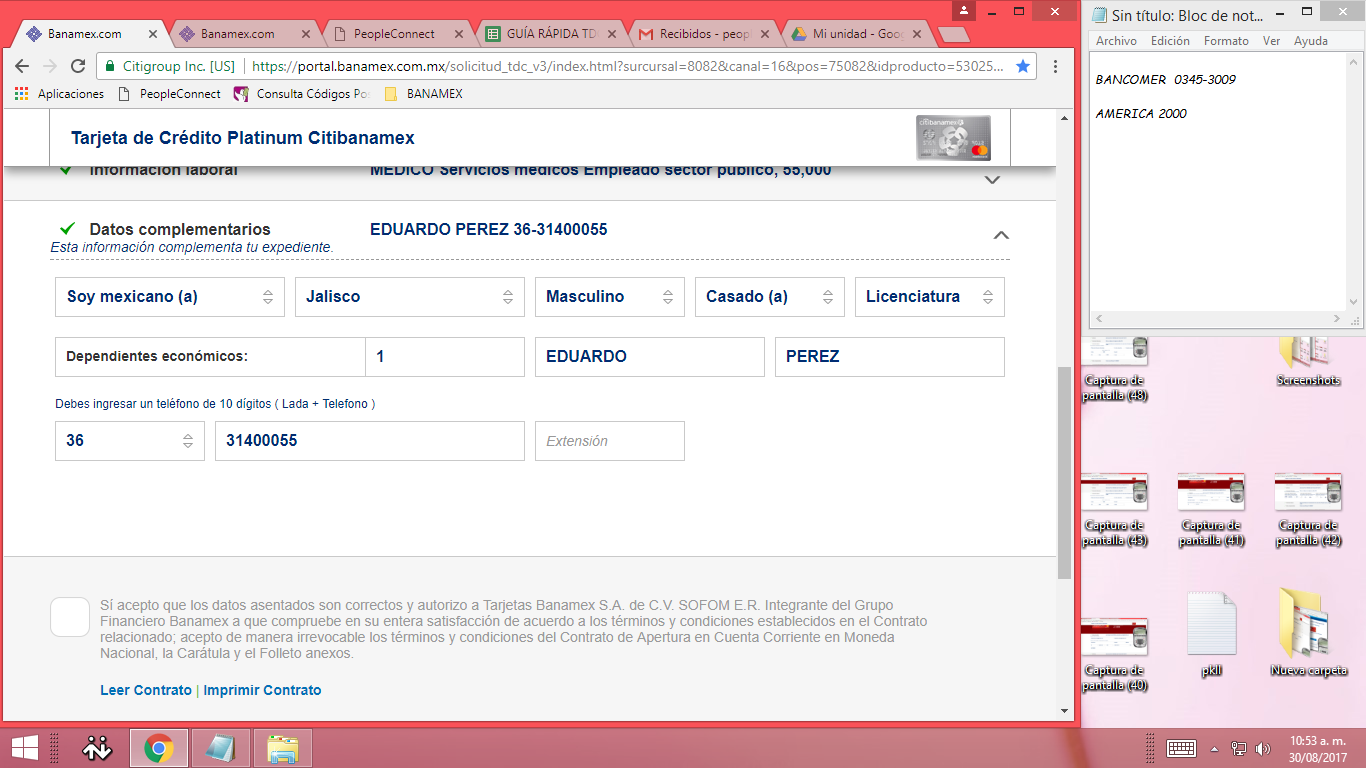 Banamex.com
Banamex.com
PeopleConnect
GUÍA RÁPIDA TD
Recibidos - peop
Mi unidad - Goo
Citigroup Inc. [US]
https://portal.banamex.com.mx/solicitud_tdc_v3/index.html?surcursal=8082&canal=16&pos=75082&idproducto=53025...
Aplicaciones
PeopleConnect
Consulta Códigos Pos
BANAMEX
Tarjeta de Crédito Platinum Citibanamex
citibanamex
Información laboral
MEDICO Servicios médicos Empleado sector público, 55,000
Datos complementarios
EDUARDO PEREZ 36-31400055
Esta información complementa tu expediente.
Soy mexicano (a)
Jalisco
Masculino
Casado (a)
Licenciatura
Dependientes económicos:
1
EDUARDO
PEREZ
Debes ingresar un teléfono de 10 dígitos ( Lada + Telefono )
36
31400055
Extensión
Sí acepto que los datos asentados son correctos y autorizo a Tarjetas Banamex S.A. de C.V. SOFOM E.R. Integrante del Grupo
Financiero Banamex a que compruebe en su entera satisfacción de acuerdo a los términos y condiciones establecidos en el Contrato
relacionado; acepto de manera irrevocable los terminos y condiciones del Contrato de Apertura en Cuenta Corriente en Moneda
Nacional, la Carátula y el Folleto anexos.
Leer Contrato | Imprimir Contrato
Sin título: Bloc de not...
Archivo Edición Formato Ver Ayuda
BANCOMER 0345-3009
AMERICA 2000
Captura de
pantalla (48)
Screenshots
Captura de
pantalla (43)
Captura de
pantalla (41)
Captura de
pantalla (42)
Captura de
pantalla (40)
pkll
Nueva carpeta
10:53 a. m.
30/08/2017